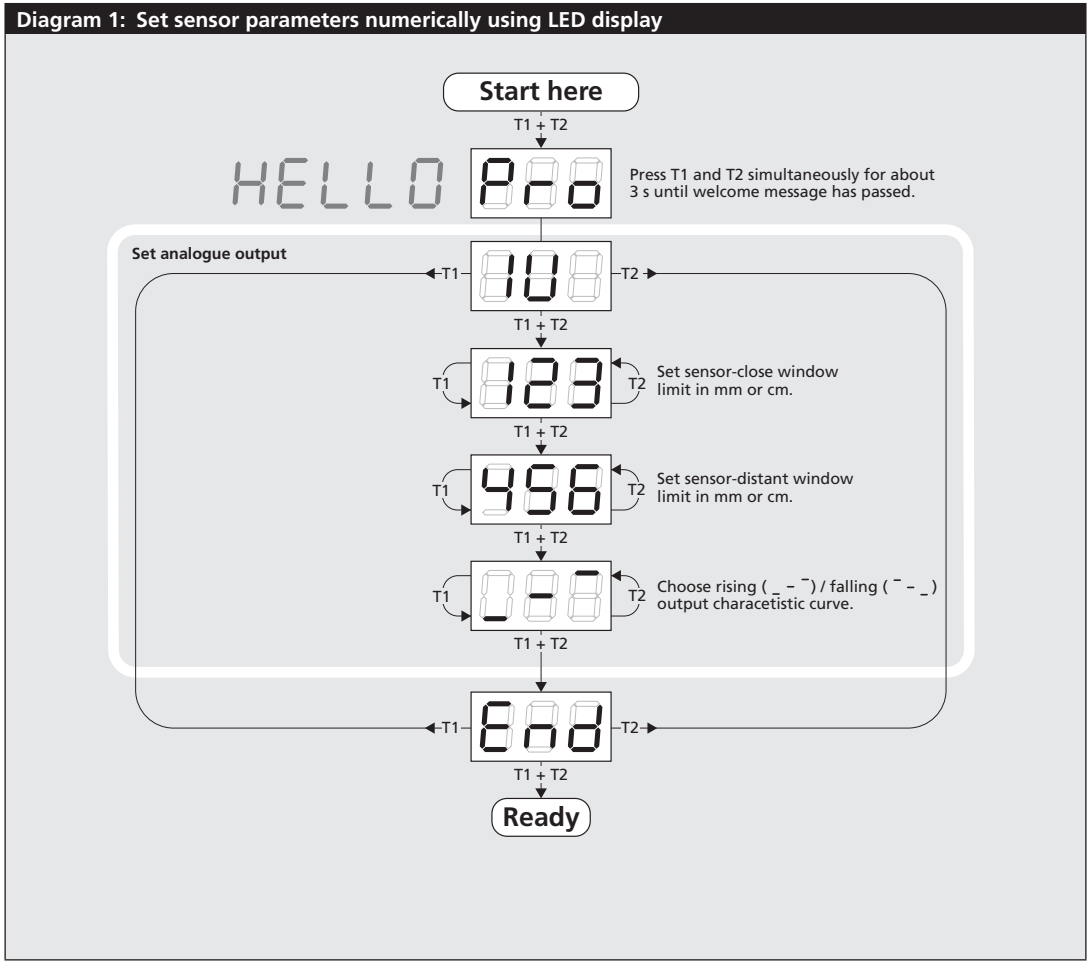 Diagram 1: Set sensor parameters numerically using LED display
Start here
T1 + T2
HELLO Pro
Press T1 and T2 simultaneously for about
3 s until welcome message has passed.
Set analogue output
T1 1U T2
T1 + T2
T1 123 T2
Set sensor-close window
limit in mm or cm.
T1 + T2
T1 456 T2
Set sensor-distant window
limit in mm or cm.
T1 + T2
T1 _ - ¯ T2
Choose rising ( _ – ¯ ) / falling ( ¯ – _ )
output characetistic curve.
T1 + T2
T1 End T2
T1 + T2
Ready